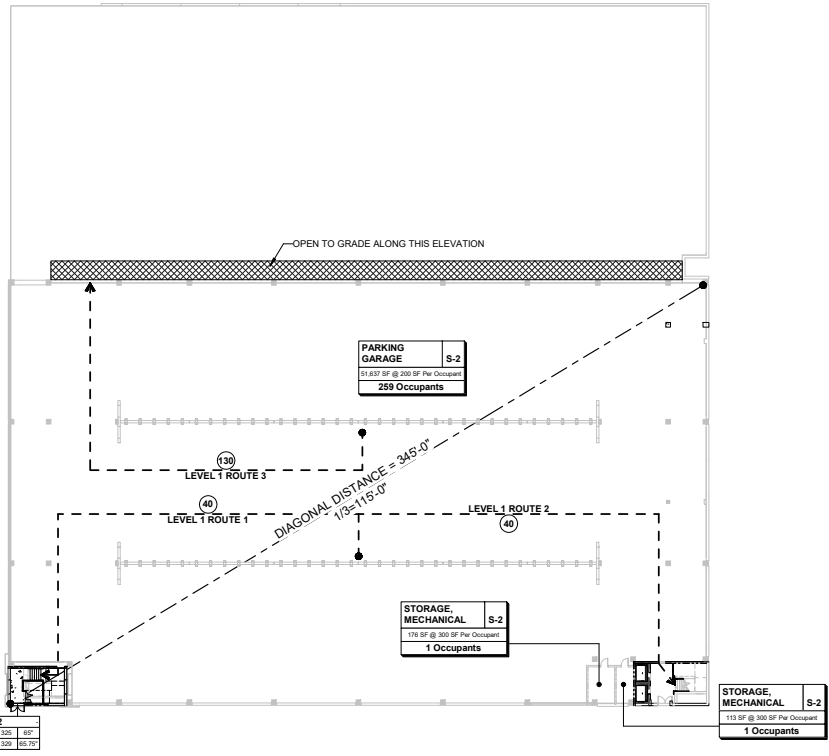 OPEN TO GRADE ALONG THIS ELEVATION
PARKING
GARAGE
S-2
51,637 SF @ 200 SF Per Occupant
259 Occupants
130
LEVEL 1 ROUTE 3
DIAGONAL DISTANCE = 345'-0"
1/3=115'-0"
40
LEVEL 1 ROUTE 1
LEVEL 1 ROUTE 2
40
STORAGE,
MECHANICAL
S-2
176 SF @ 300 SF Per Occupant
1 Occupants
STORAGE,
MECHANICAL
S-2
113 SF @ 300 SF Per Occupant
1 Occupants
2
325 65"
329 65.75"